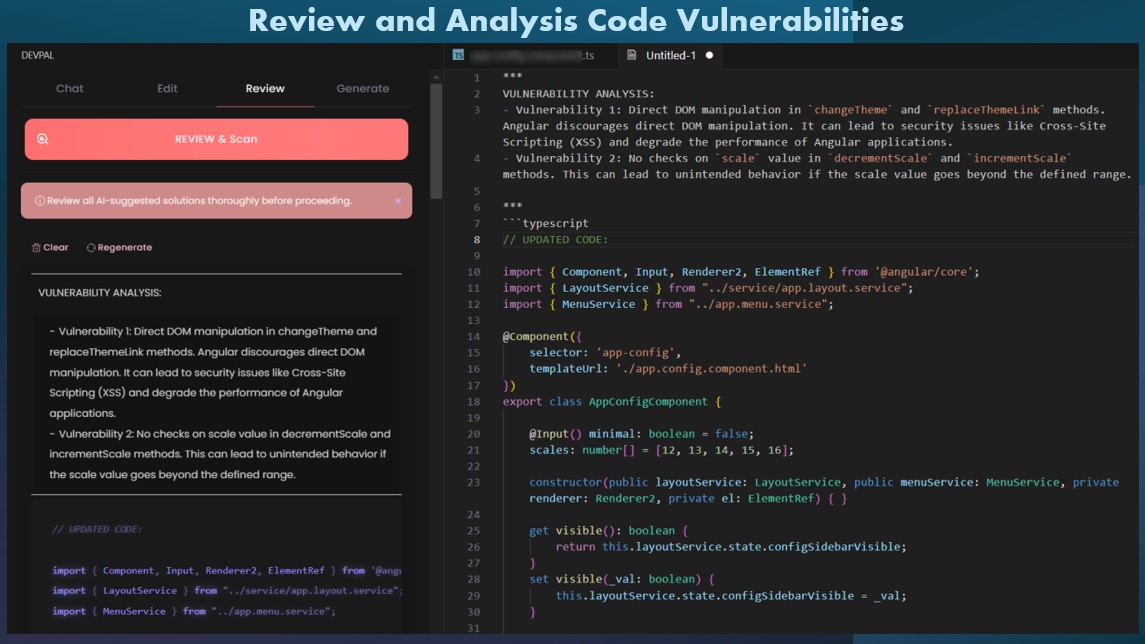 Review and Analysis Code Vulnerabilities
DEVPAL
Chat Edit Review Generate
REVIEW & Scan
Review all AI-suggested solutions thoroughly before proceeding. ×
Clear Regenerate
VULNERABILITY ANALYSIS:
- Vulnerability 1: Direct DOM manipulation in changeTheme and
replaceThemeLink methods. Angular discourages direct DOM
manipulation. It can lead to security issues like Cross-Site
Scripting (XSS) and degrade the performance of Angular
applications.
- Vulnerability 2: No checks on scale value in decrementScale and
incrementScale methods. This can lead to unintended behavior if
the scale value goes beyond the defined range.
// UPDATED CODE:
import { Component, Input, Renderer2, ElementRef } from '@angu
import { LayoutService } from "../service/app.layout.service";
import { MenuService } from "../app.menu.service";
TS .ts Untitled-1
1 ***
2 VULNERABILITY ANALYSIS:
3 - Vulnerability 1: Direct DOM manipulation in `changeTheme` and `replaceThemeLink` methods.
Angular discourages direct DOM manipulation. It can lead to security issues like Cross-Site
Scripting (XSS) and degrade the performance of Angular applications.
4 - Vulnerability 2: No checks on `scale` value in `decrementScale` and `incrementScale`
methods. This can lead to unintended behavior if the scale value goes beyond the defined range.
5
6 ***
7 ```typescript
8 // UPDATED CODE:
9
10 import { Component, Input, Renderer2, ElementRef } from '@angular/core';
11 import { LayoutService } from "../service/app.layout.service";
12 import { MenuService } from "../app.menu.service";
13
14 @Component({
15 selector: 'app-config',
16 templateUrl: './app.config.component.html'
17 })
18 export class AppConfigComponent {
19
20 @Input() minimal: boolean = false;
21 scales: number[] = [12, 13, 14, 15, 16];
22
23 constructor(public layoutService: LayoutService, public menuService: MenuService, private
renderer: Renderer2, private el: ElementRef) { }
24
25 get visible(): boolean {
26 return this.layoutService.state.configSidebarVisible;
27 }
28 set visible(_val: boolean) {
29 this.layoutService.state.configSidebarVisible = _val;
30 }
31